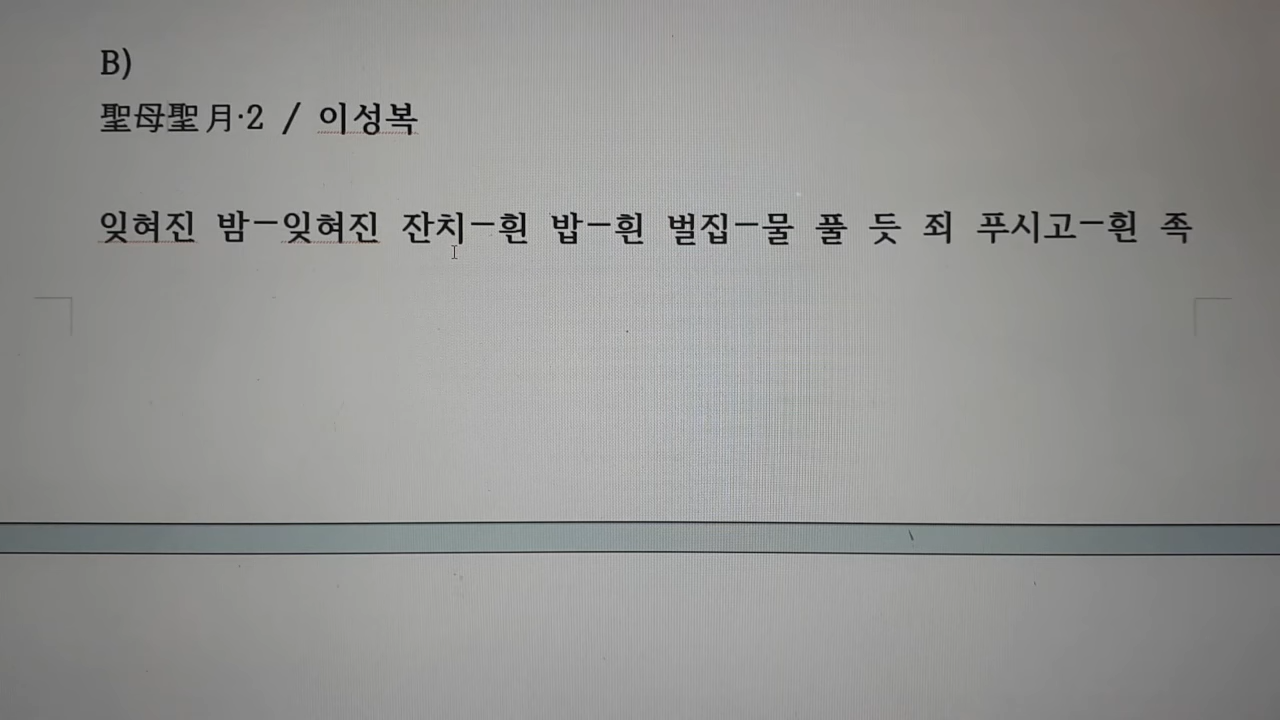 B)
聖母聖月·2 / 이성복
잊혀진 밤-잊혀진 잔치-흰 밥-흰 벌집-물 풀 듯 죄 푸시고-흰 족